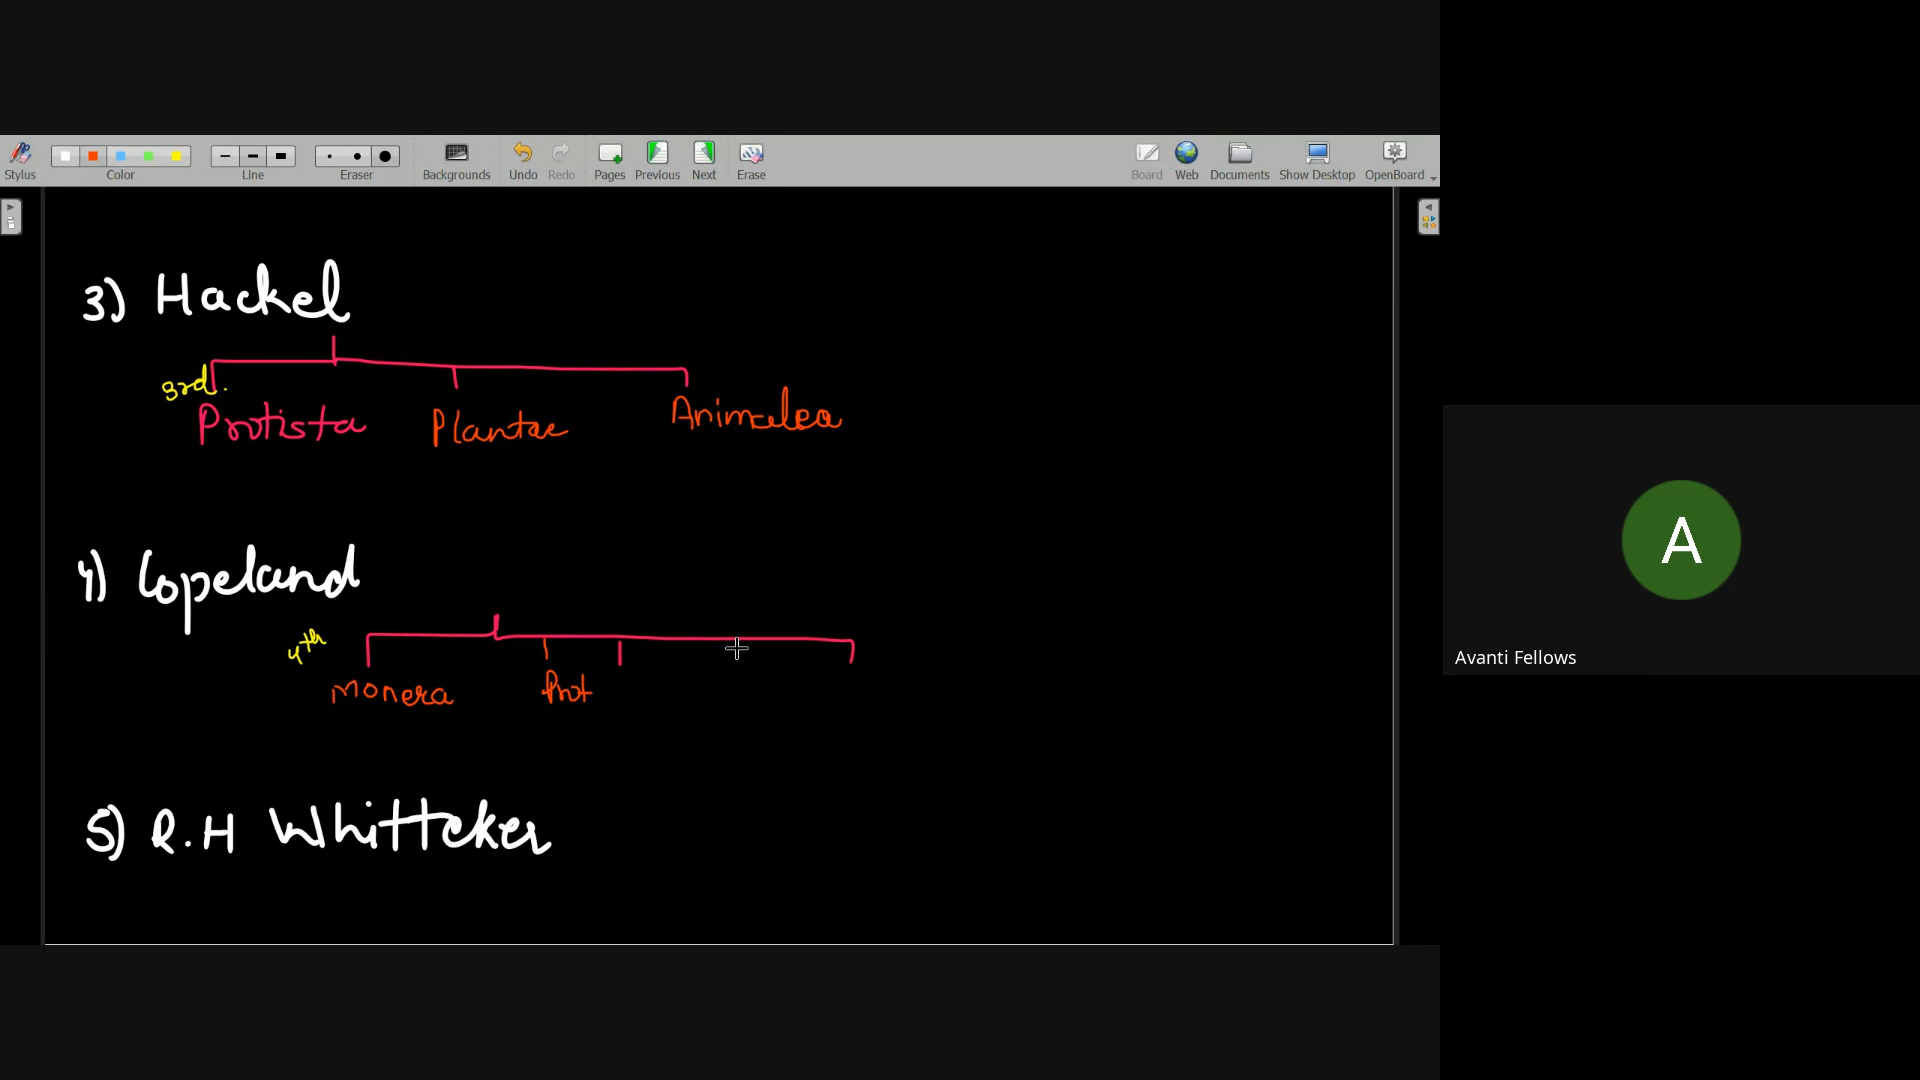 Stylus Color Line Eraser Backgrounds Undo Redo Pages Previous Next Erase Board Web Documents Show Desktop OpenBoard
3) Hackel
3rd.
Protista Plantae Animalea
4) Copeland
4th
Monera Prot
5) R.H Whitteker
A
Avanti Fellows